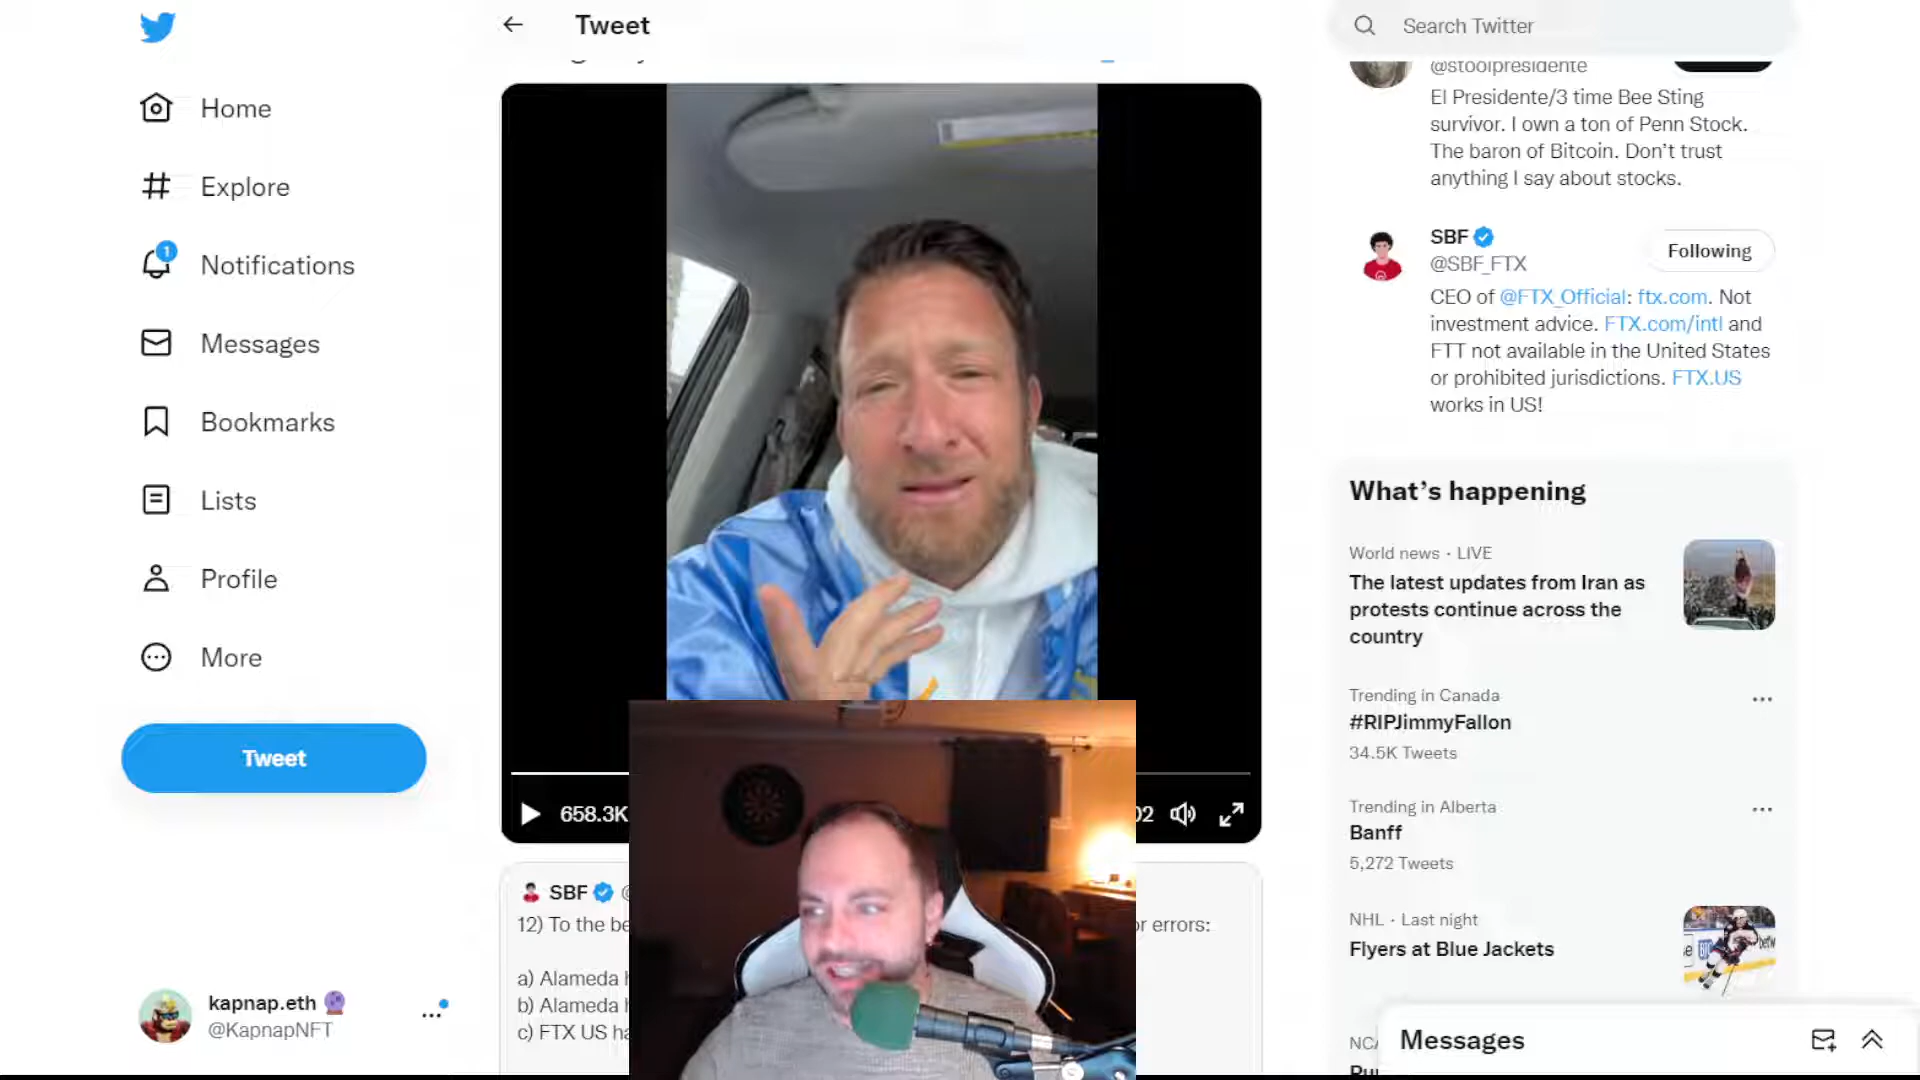 Home
Explore
1
Notifications
Messages
Bookmarks
Lists
Profile
More
Tweet
kapnap.eth
@KapnapNFT
Tweet
658.3K
SBF
12) To the be
or errors:
a) Alameda h
b) Alameda h
c) FTX US ha
Search Twitter
@stoolpresidente
El Presidente/3 time Bee Sting
survivor. I own a ton of Penn Stock.
The baron of Bitcoin. Don't trust
anything I say about stocks.
SBF
Following
@SBF_FTX
CEO of @FTX_Official: ftx.com. Not
investment advice. FTX.com/intl and
FTT not available in the United States
or prohibited jurisdictions. FTX.US
works in US!
What's happening
World news · LIVE
The latest updates from Iran as
protests continue across the
country
Trending in Canada
#RIPJimmyFallon
34.5K Tweets
Trending in Alberta
Banff
5,272 Tweets
NHL · Last night
Flyers at Blue Jackets
Messages